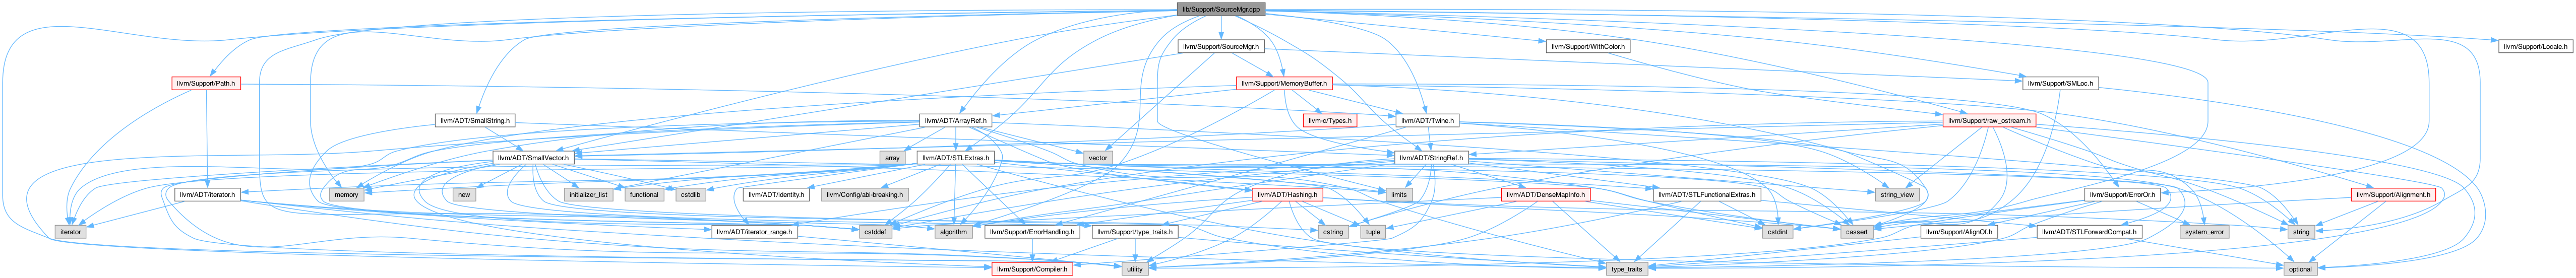 lib/Support/SourceMgr.cpp
llvm/Support/SourceMgr.h
llvm/Support/WithColor.h
llvm/Support/Locale.h
llvm/Support/Path.h
llvm/Support/MemoryBuffer.h
llvm/Support/SMLoc.h
llvm/ADT/SmallString.h
llvm/ADT/ArrayRef.h
llvm-c/Types.h
llvm/ADT/Twine.h
llvm/Support/raw_ostream.h
llvm/ADT/SmallVector.h
array
llvm/ADT/STLExtras.h
vector
llvm/ADT/StringRef.h
llvm/ADT/iterator.h
memory
new
initializer_list
functional
cstdlib
llvm/ADT/identity.h
llvm/Config/abi-breaking.h
llvm/ADT/Hashing.h
limits
llvm/ADT/DenseMapInfo.h
llvm/ADT/STLFunctionalExtras.h
string_view
llvm/Support/ErrorOr.h
llvm/Support/Alignment.h
iterator
llvm/ADT/iterator_range.h
cstddef
algorithm
llvm/Support/ErrorHandling.h
llvm/Support/type_traits.h
cstring
tuple
cstdint
cassert
llvm/Support/AlignOf.h
llvm/ADT/STLForwardCompat.h
system_error
string
llvm/Support/Compiler.h
utility
type_traits
optional